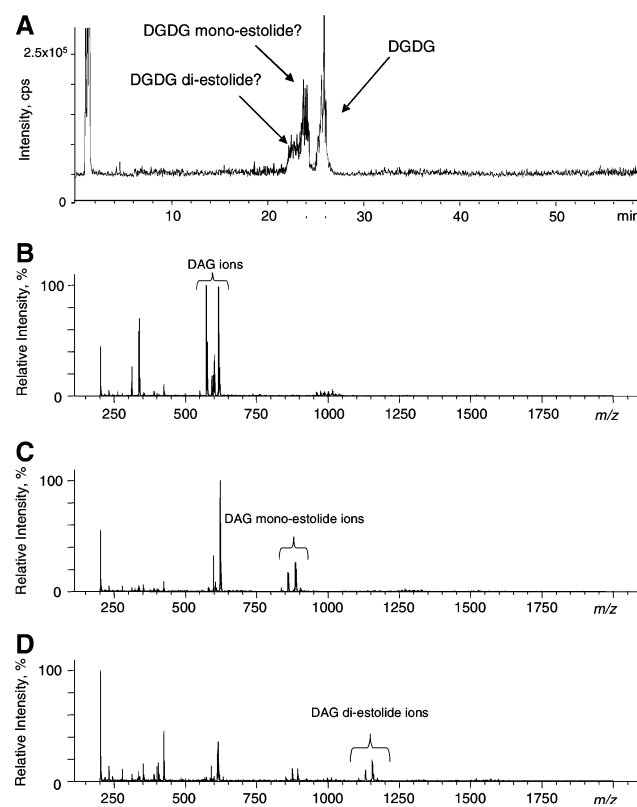 A
DGDG mono-estolide?
DGDG
2.5x10⁵
DGDG di-estolide?
Intensity, cps
0
10 20 30 40 50 min
B
DAG ions
100
Relative Intensity, %
0
250 500 750 1000 1250 1500 1750 m/z
C
100
DAG mono-estolide ions
Relative Intensity, %
0
250 500 750 1000 1250 1500 1750 m/z
D
100
DAG di-estolide ions
Relative Intensity, %
0
250 500 750 1000 1250 1500 1750 m/z